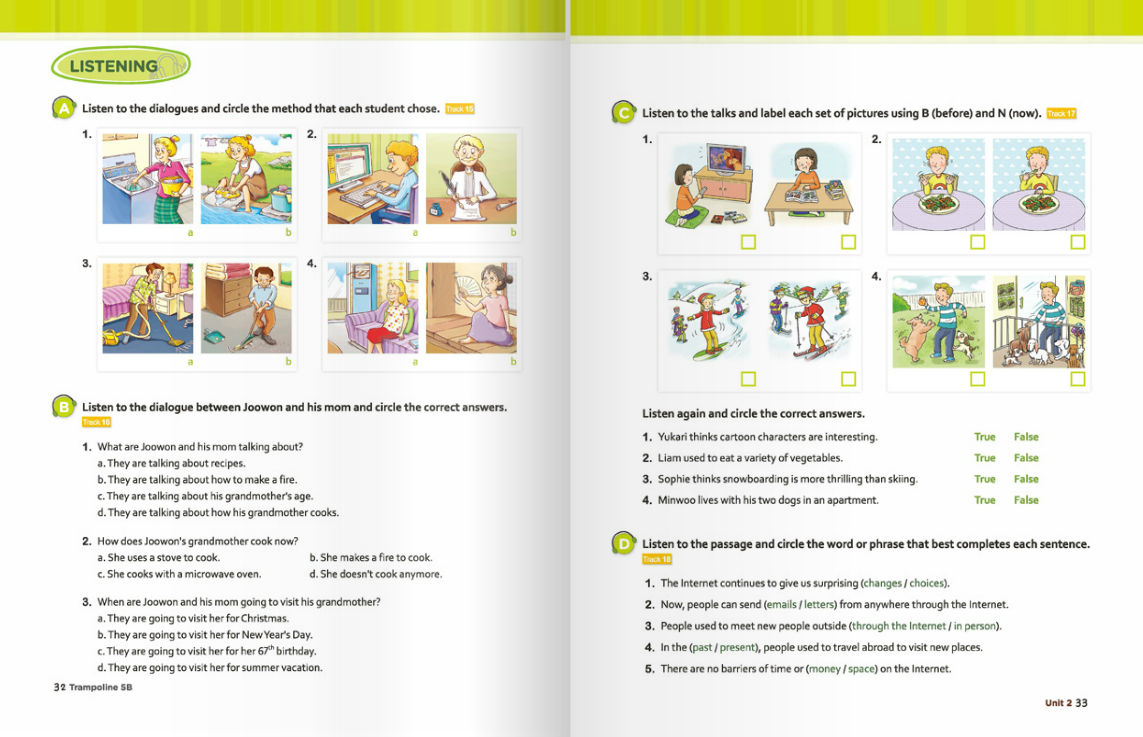 LISTENING
A Listen to the dialogues and circle the method that each student chose. Track 15
1.
2.
a
b
a
b
3.
4.
a
b
a
b
B Listen to the dialogue between Joowon and his mom and circle the correct answers.
Track 16
1. What are Joowon and his mom talking about?
a. They are talking about recipes.
b. They are talking about how to make a fire.
c. They are talking about his grandmother's age.
d. They are talking about how his grandmother cooks.
2. How does Joowon's grandmother cook now?
a. She uses a stove to cook. b. She makes a fire to cook.
c. She cooks with a microwave oven. d. She doesn't cook anymore.
3. When are Joowon and his mom going to visit his grandmother?
a. They are going to visit her for Christmas.
b. They are going to visit her for New Year's Day.
c. They are going to visit her for her 67th birthday.
d. They are going to visit her for summer vacation.
32 Trampoline 5B
C Listen to the talks and label each set of pictures using B (before) and N (now). Track 17
1.
2.
3.
4.
Listen again and circle the correct answers.
1. Yukari thinks cartoon characters are interesting. True False
2. Liam used to eat a variety of vegetables. True False
3. Sophie thinks snowboarding is more thrilling than skiing. True False
4. Minwoo lives with his two dogs in an apartment. True False
D Listen to the passage and circle the word or phrase that best completes each sentence.
Track 18
1. The Internet continues to give us surprising (changes / choices).
2. Now, people can send (emails / letters) from anywhere through the Internet.
3. People used to meet new people outside (through the Internet / in person).
4. In the (past / present), people used to travel abroad to visit new places.
5. There are no barriers of time or (money / space) on the Internet.
Unit 2 33